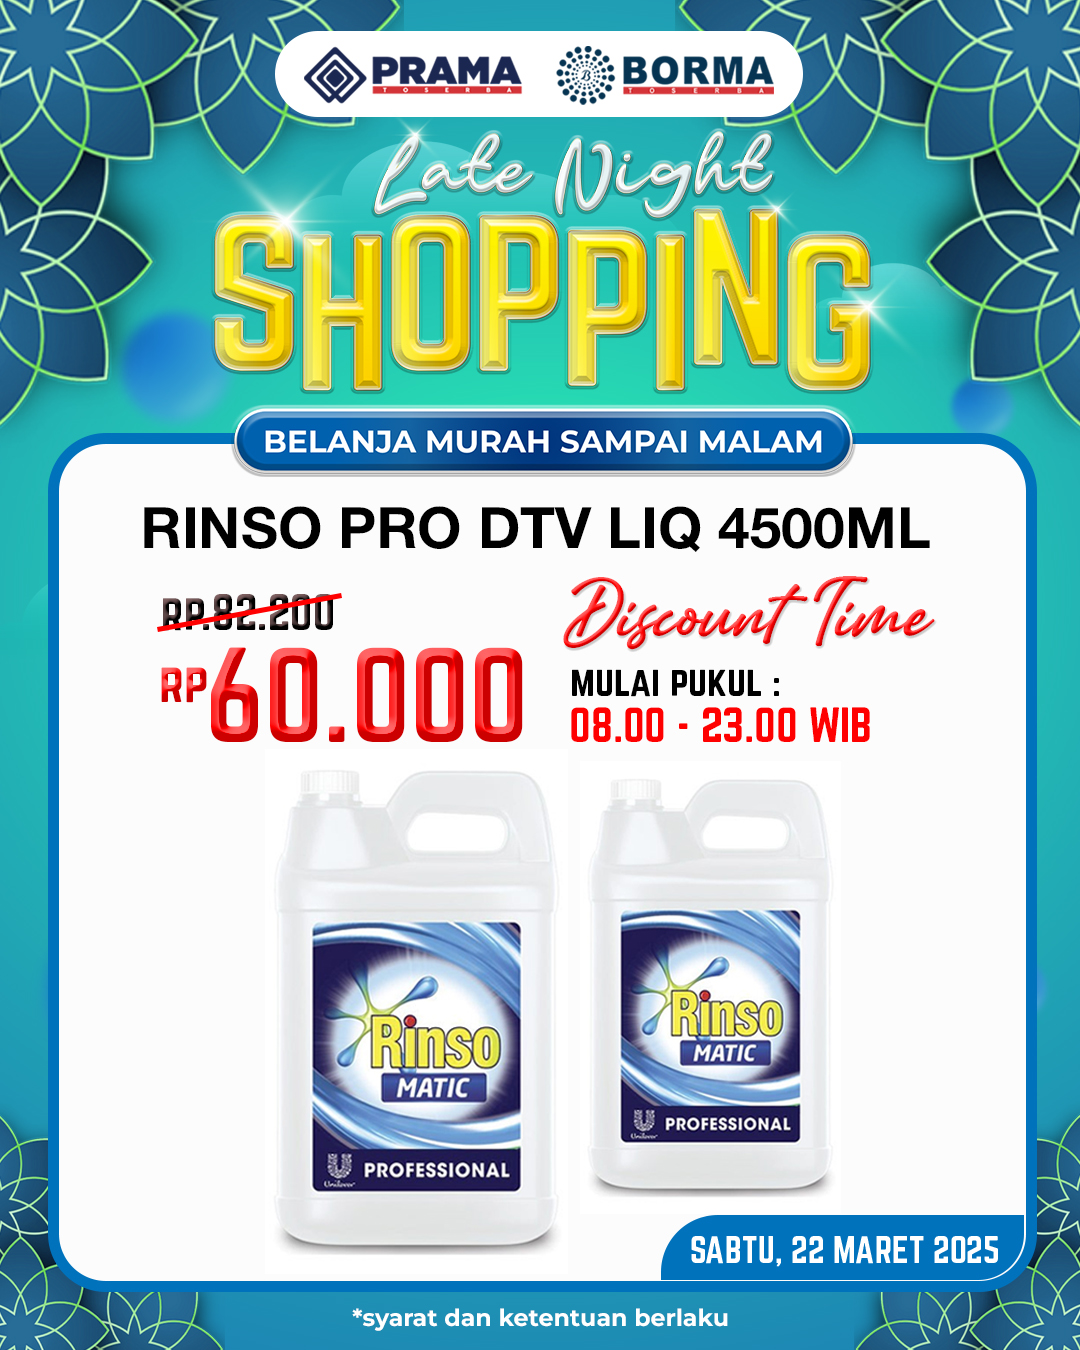 PRAMA
TOSERBA
BORMA
TOSERBA
Late Night
SHOPPING
BELANJA MURAH SAMPAI MALAM
RINSO PRO DTV LIQ 4500ML
RP.82.200
RP60.000
Discount Time
MULAI PUKUL :
08.00 - 23.00 WIB
Rinso
MATIC
Unilever
PROFESSIONAL
Rinso
MATIC
Unilever
PROFESSIONAL
SABTU, 22 MARET 2025
*syarat dan ketentuan berlaku